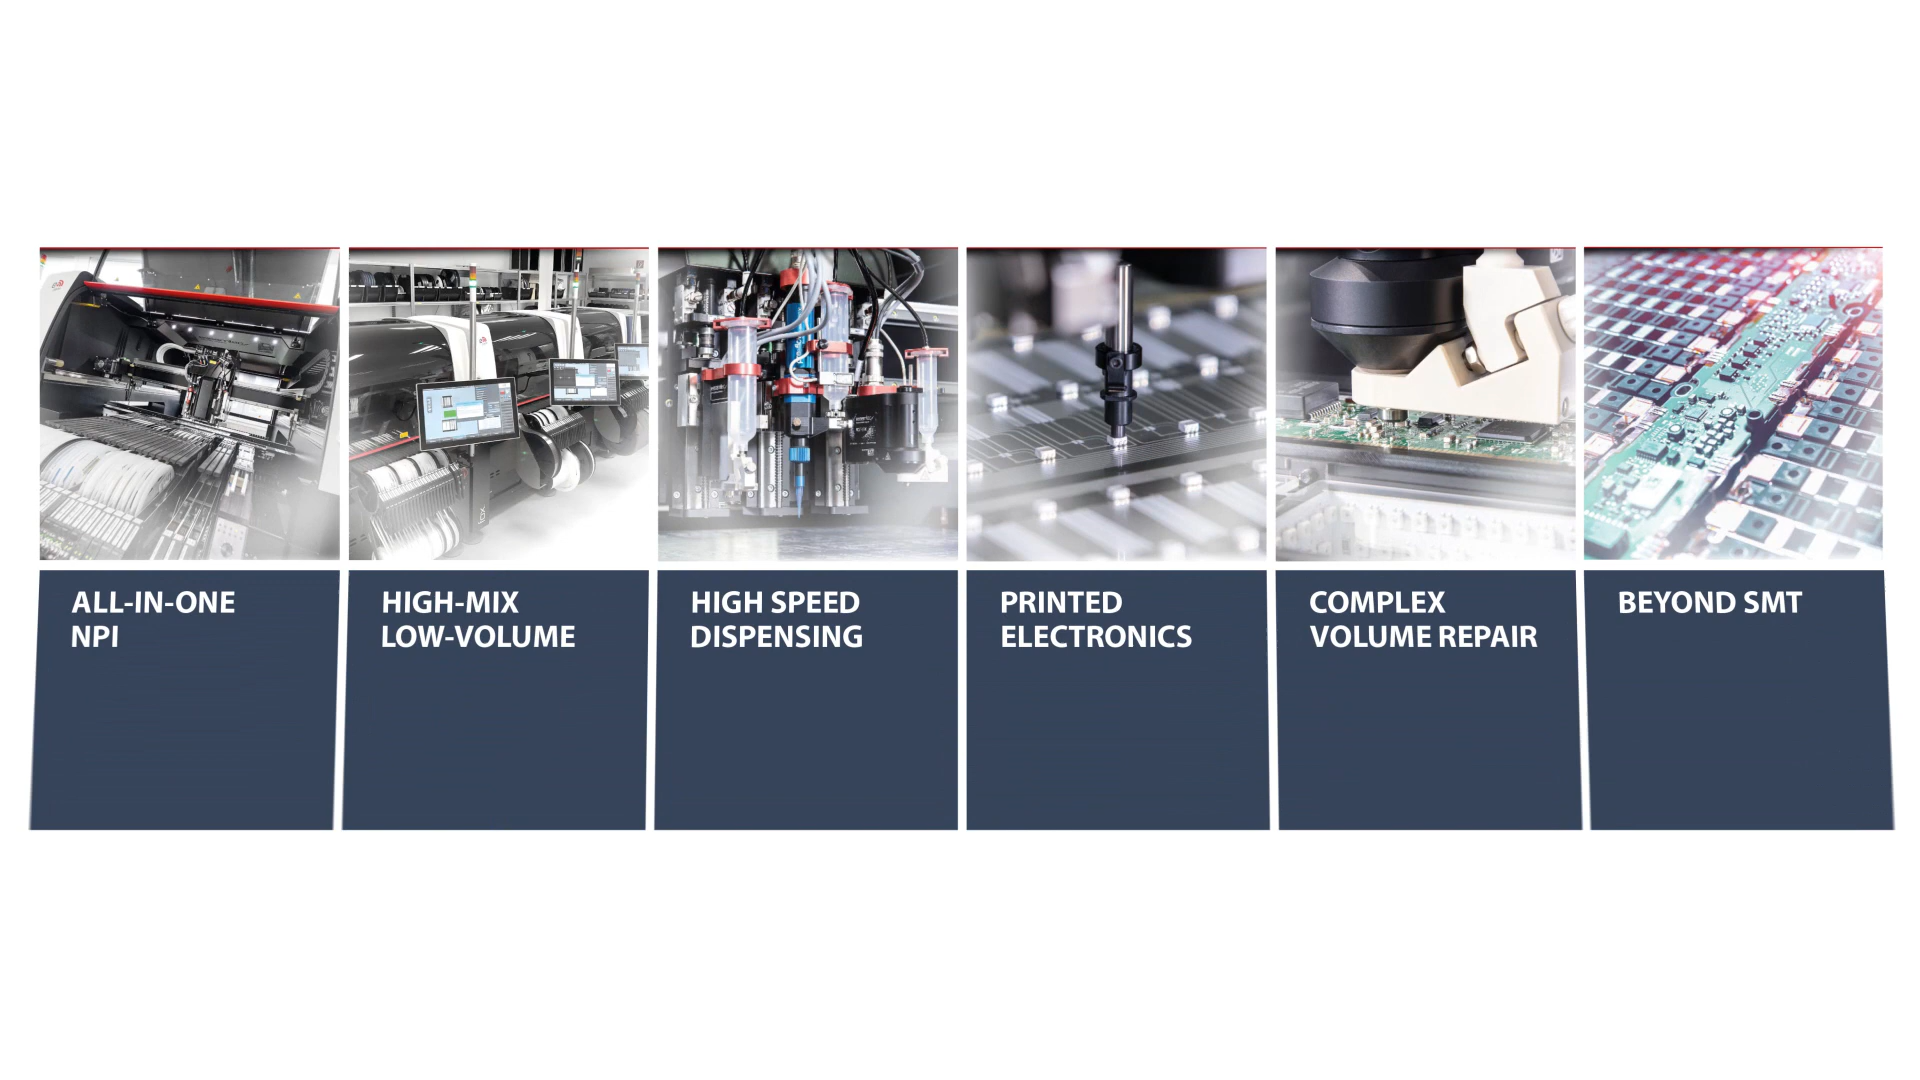 ALL-IN-ONE
NPI
HIGH-MIX
LOW-VOLUME
HIGH SPEED
DISPENSING
PRINTED
ELECTRONICS
COMPLEX
VOLUME REPAIR
BEYOND SMT